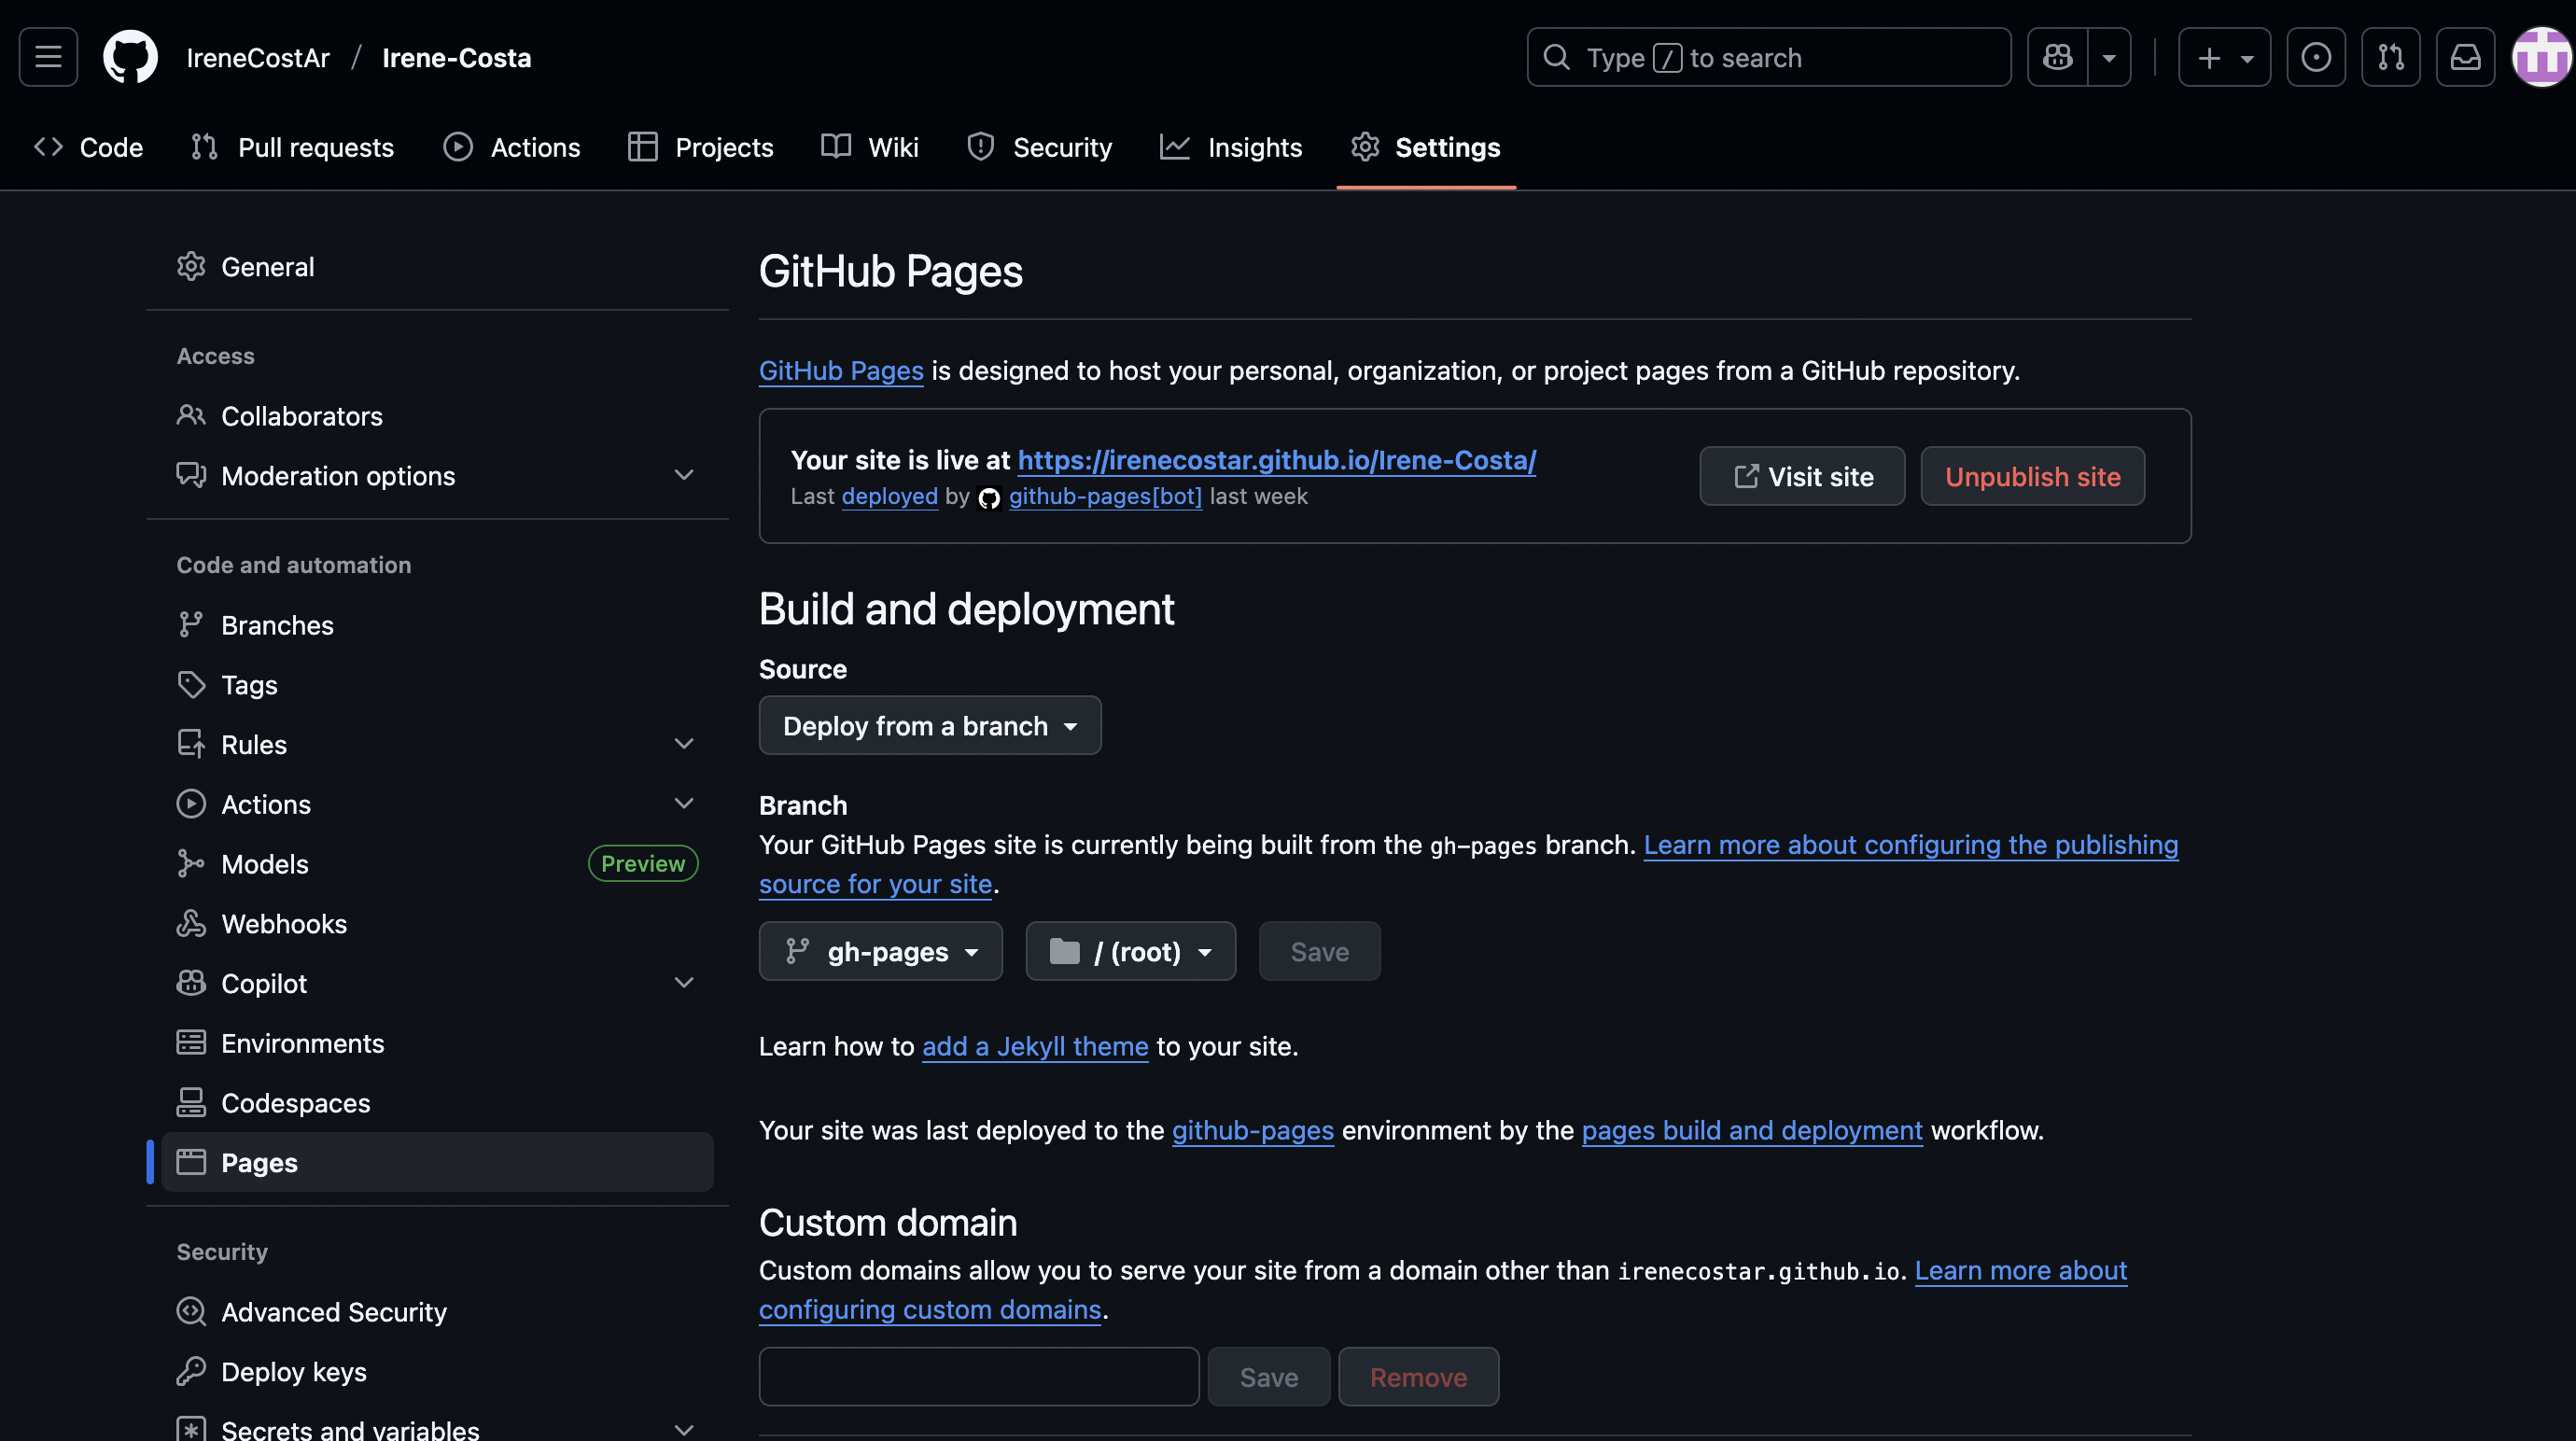 IreneCostAr / Irene-Costa
Type / to search
Code
Pull requests
Actions
Projects
Wiki
Security
Insights
Settings
General
Access
Collaborators
Moderation options
Code and automation
Branches
Tags
Rules
Actions
Models Preview
Webhooks
Copilot
Environments
Codespaces
Pages
Security
Advanced Security
Deploy keys
Secrets and variables
GitHub Pages
GitHub Pages is designed to host your personal, organization, or project pages from a GitHub repository.
Your site is live at https://irenecostar.github.io/Irene-Costa/
Last deployed by github-pages[bot] last week
Visit site
Unpublish site
Build and deployment
Source
Deploy from a branch
Branch
Your GitHub Pages site is currently being built from the gh-pages branch. Learn more about configuring the publishing
source for your site.
gh-pages
/ (root)
Save
Learn how to add a Jekyll theme to your site.
Your site was last deployed to the github-pages environment by the pages build and deployment workflow.
Custom domain
Custom domains allow you to serve your site from a domain other than irenecostar.github.io. Learn more about
configuring custom domains.
Save
Remove